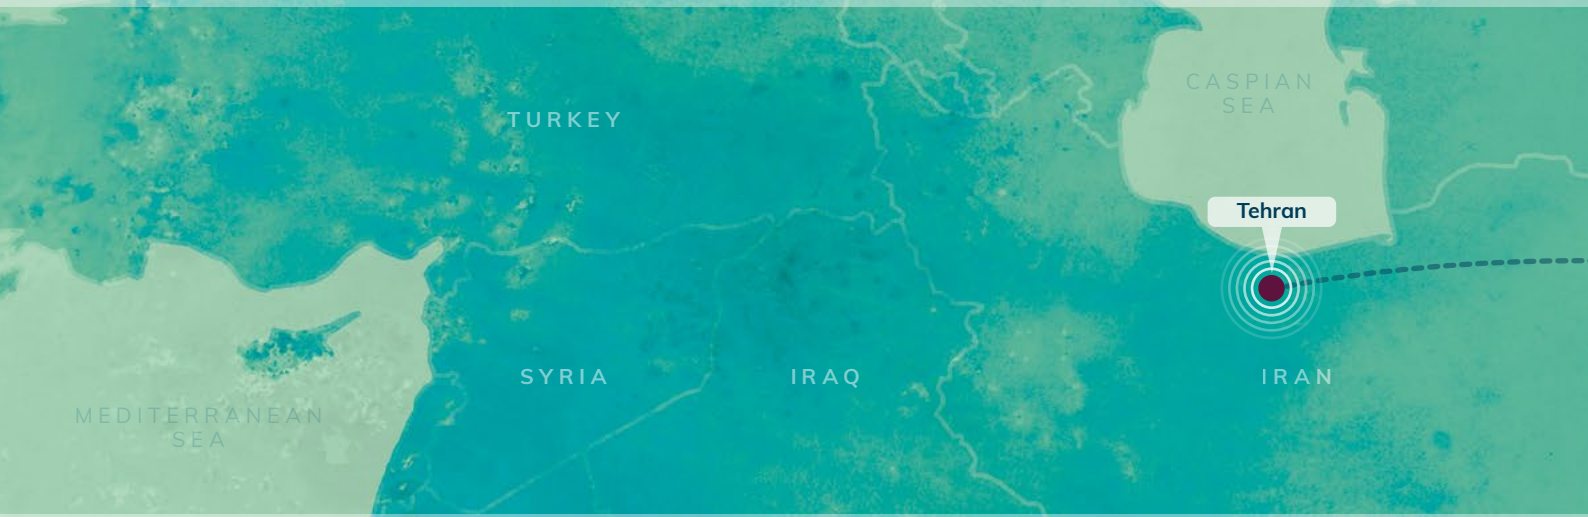 CASPIAN
SEA
TURKEY
Tehran
SYRIA
IRAQ
IRAN
MEDITERRANEAN
SEA